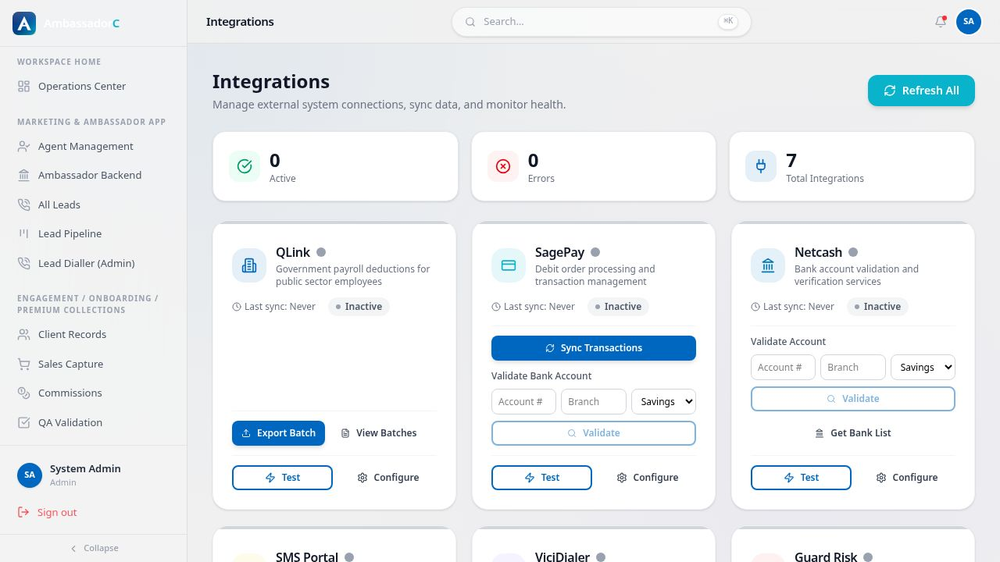 AmbassadorC
WORKSPACE HOME
Operations Center
MARKETING & AMBASSADOR APP
Agent Management
Ambassador Backend
All Leads
Lead Pipeline
Lead Dialler (Admin)
ENGAGEMENT / ONBOARDING /
PREMIUM COLLECTIONS
Client Records
Sales Capture
Commissions
QA Validation
SA
System Admin
Admin
Sign out
Collapse
Integrations
Search...
⌘K
SA
Integrations
Manage external system connections, sync data, and monitor health.
Refresh All
0
Active
0
Errors
7
Total Integrations
QLink
Government payroll deductions for
public sector employees
Last sync: Never
Inactive
Export Batch
View Batches
Test
Configure
SagePay
Debit order processing and
transaction management
Last sync: Never
Inactive
Sync Transactions
Validate Bank Account
Account #
Branch
Savings
Validate
Test
Configure
Netcash
Bank account validation and
verification services
Last sync: Never
Inactive
Validate Account
Account #
Branch
Savings
Validate
Get Bank List
Test
Configure
SMS Portal
ViciDialer
Guard Risk